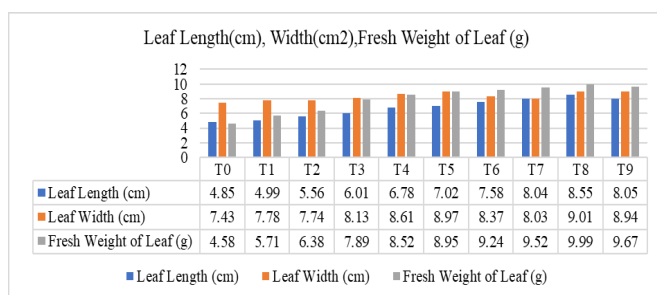 Leaf Length(cm), Width(cm2),Fresh Weight of Leaf (g)
12
10
8
6
4
2
0
T0 T1 T2 T3 T4 T5 T6 T7 T8 T9
Leaf Length (cm) 4.85 4.99 5.56 6.01 6.78 7.02 7.58 8.04 8.55 8.05
Leaf Width (cm) 7.43 7.78 7.74 8.13 8.61 8.97 8.37 8.03 9.01 8.94
Fresh Weight of Leaf (g) 4.58 5.71 6.38 7.89 8.52 8.95 9.24 9.52 9.99 9.67
Leaf Length (cm) Leaf Width (cm) Fresh Weight of Leaf (g)